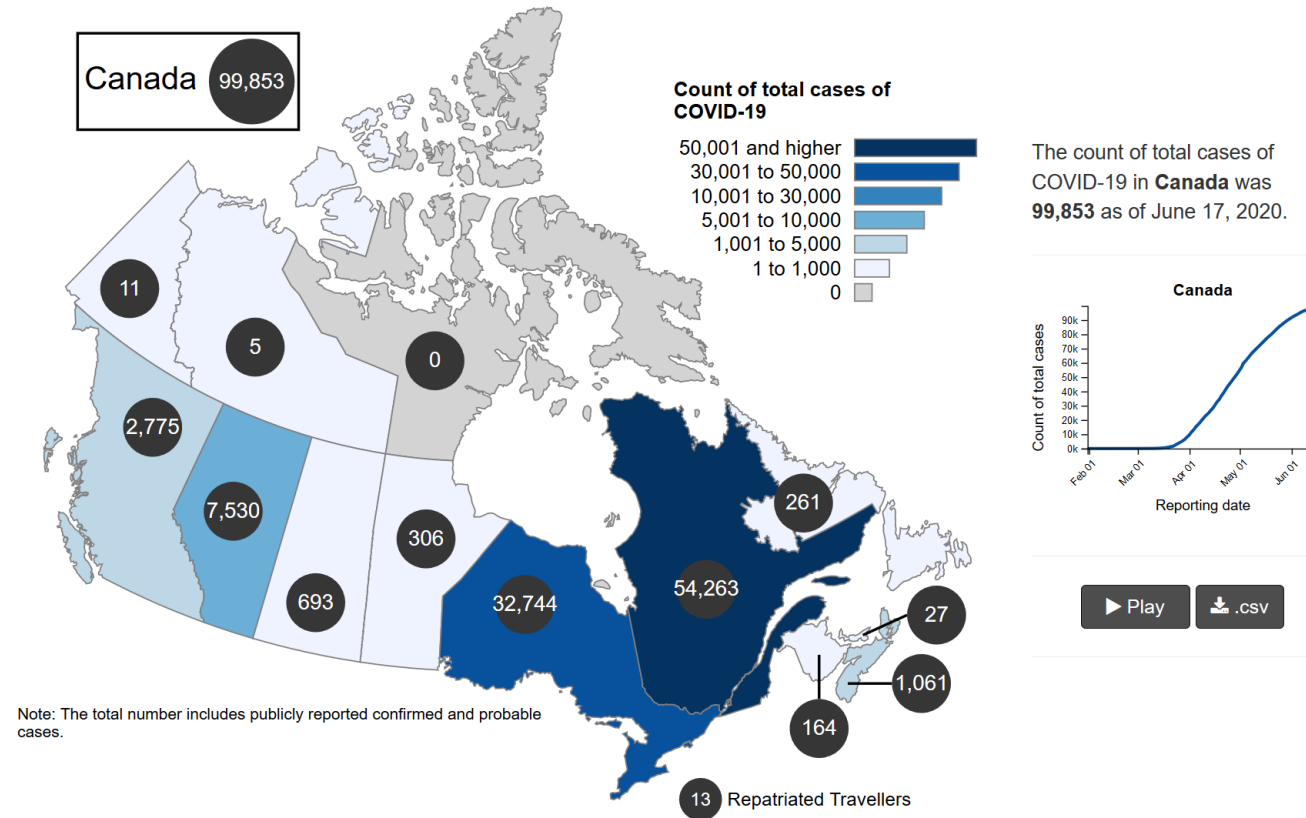 Canada 99,853
Count of total cases of
COVID-19
50,001 and higher
30,001 to 50,000
10,001 to 30,000
5,001 to 10,000
1,001 to 5,000
1 to 1,000
0
11
5
0
2,775
7,530
693
306
32,744
54,263
261
27
1,061
164
13 Repatriated Travellers
Note: The total number includes publicly reported confirmed and probable
cases.
The count of total cases of
COVID-19 in Canada was
99,853 as of June 17, 2020.
Canada
Count of total cases
90k
80k
70k
60k
50k
40k
30k
20k
10k
0k
Feb 01
Mar 01
Apr 01
May 01
Jun 01
Reporting date
Play
.csv